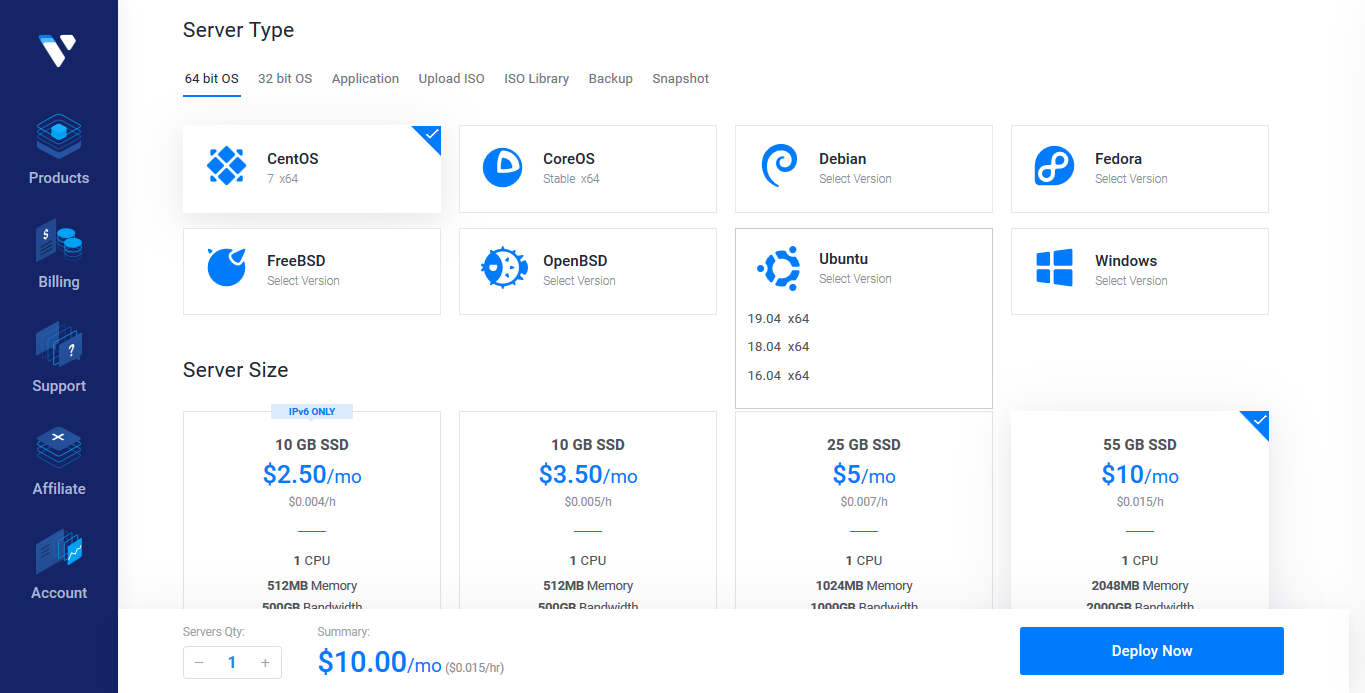 Server Type
64 bit OS 32 bit OS Application Upload ISO ISO Library Backup Snapshot
CentOS
7 x64
CoreOS
Stable x64
Debian
Select Version
Fedora
Select Version
FreeBSD
Select Version
OpenBSD
Select Version
Ubuntu
Select Version
19.04 x64
18.04 x64
16.04 x64
Windows
Select Version
Products
Billing
Support
Affiliate
Account
Server Size
IPv6 ONLY
10 GB SSD
$2.50/mo
$0.004/h
1 CPU
512MB Memory
500GB Bandwidth
10 GB SSD
$3.50/mo
$0.005/h
1 CPU
512MB Memory
500GB Bandwidth
25 GB SSD
$5/mo
$0.007/h
1 CPU
1024MB Memory
1000GB Bandwidth
55 GB SSD
$10/mo
$0.015/h
1 CPU
2048MB Memory
2000GB Bandwidth
Servers Qty:
− 1 +
Summary:
$10.00/mo ($0.015/hr)
Deploy Now